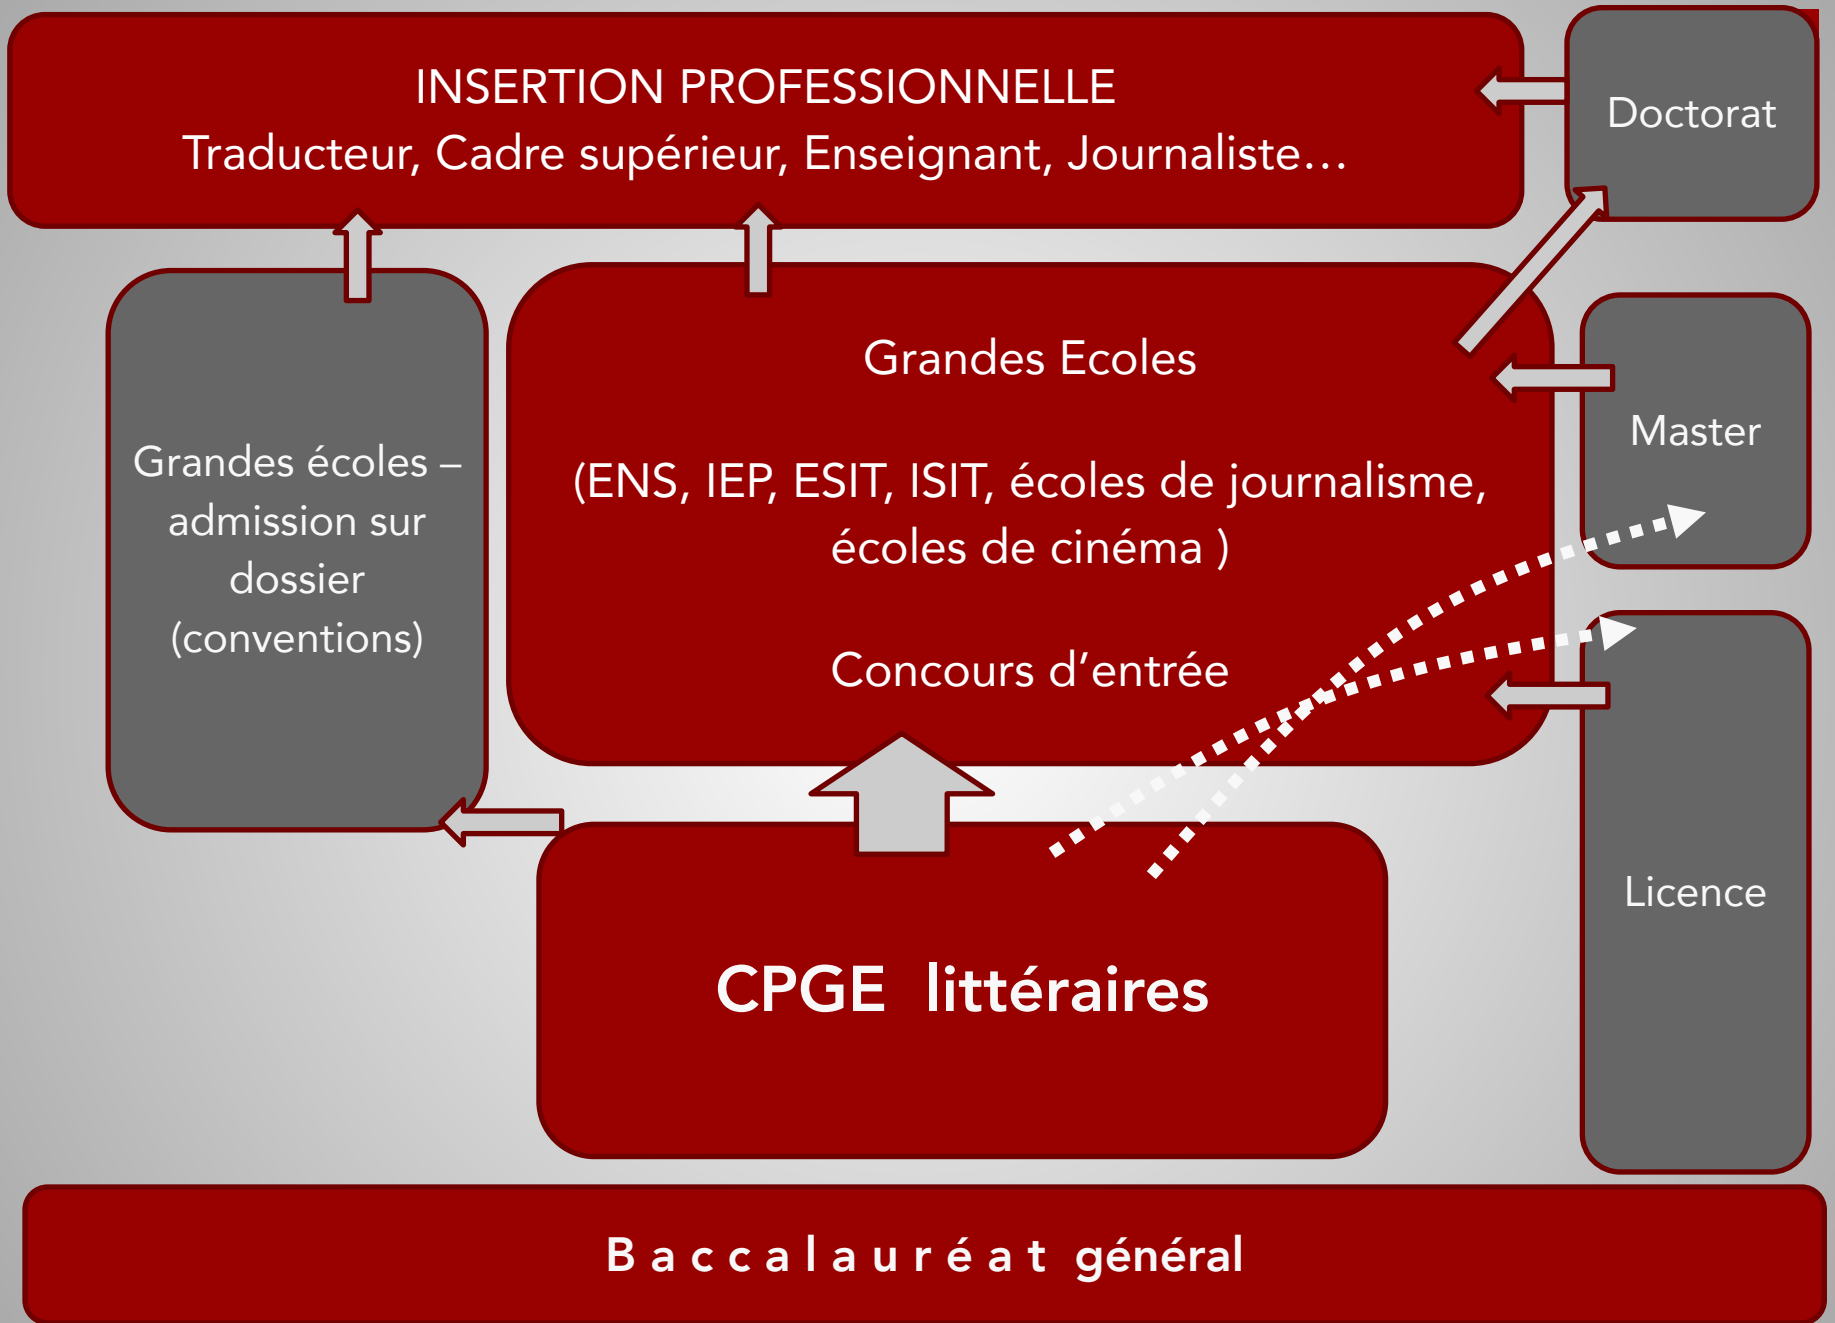 INSERTION PROFESSIONNELLE
Traducteur, Cadre supérieur, Enseignant, Journaliste…
Doctorat
Grandes écoles –
admission sur
dossier
(conventions)
Grandes Ecoles
(ENS, IEP, ESIT, ISIT, écoles de journalisme,
écoles de cinéma )
Concours d’entrée
Master
Licence
CPGE littéraires
B a c c a l a u r é a t général